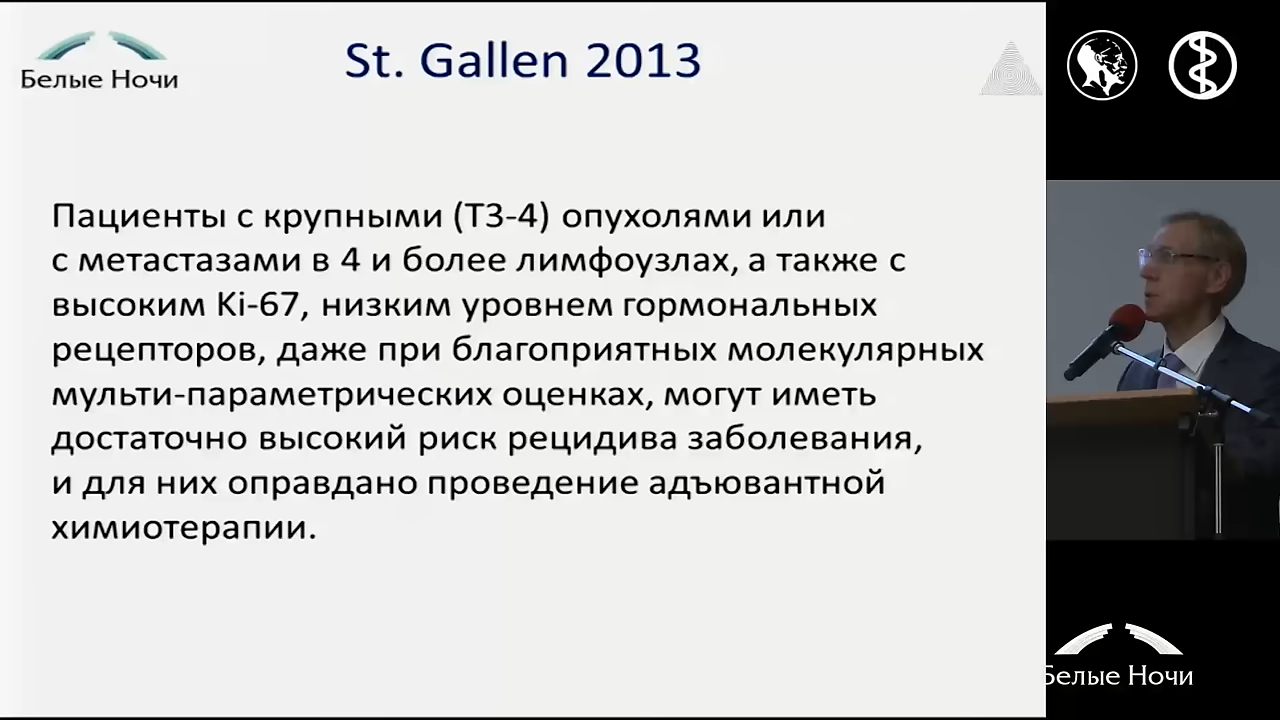 Белые Ночи
St. Gallen 2013
Пациенты с крупными (Т3-4) опухолями или
с метастазами в 4 и более лимфоузлах, а также с
высоким Ki-67, низким уровнем гормональных
рецепторов, даже при благоприятных молекулярных
мульти-параметрических оценках, могут иметь
достаточно высокий риск рецидива заболевания,
и для них оправдано проведение адъювантной
химиотерапии.
Белые Ночи